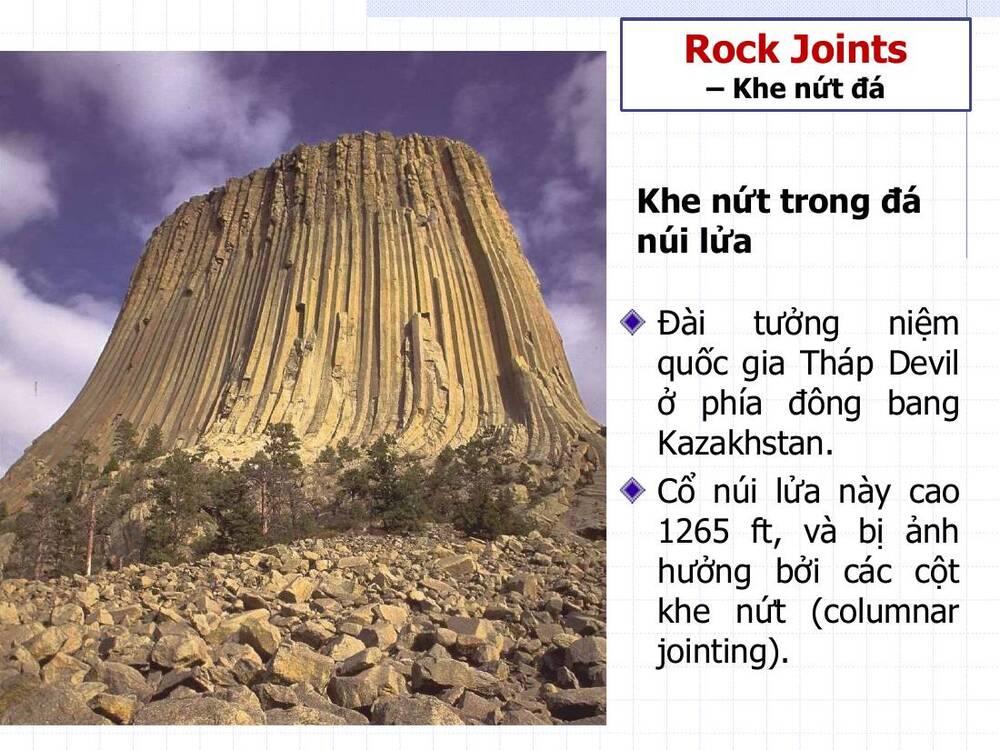 Rock Joints
– Khe nứt đá
Khe nứt trong đá
núi lửa
Đài tưởng niệm
quốc gia Tháp Devil
ở phía đông bang
Kazakhstan.
Cổ núi lửa này cao
1265 ft, và bị ảnh
hưởng bởi các cột
khe nứt (columnar
jointing).